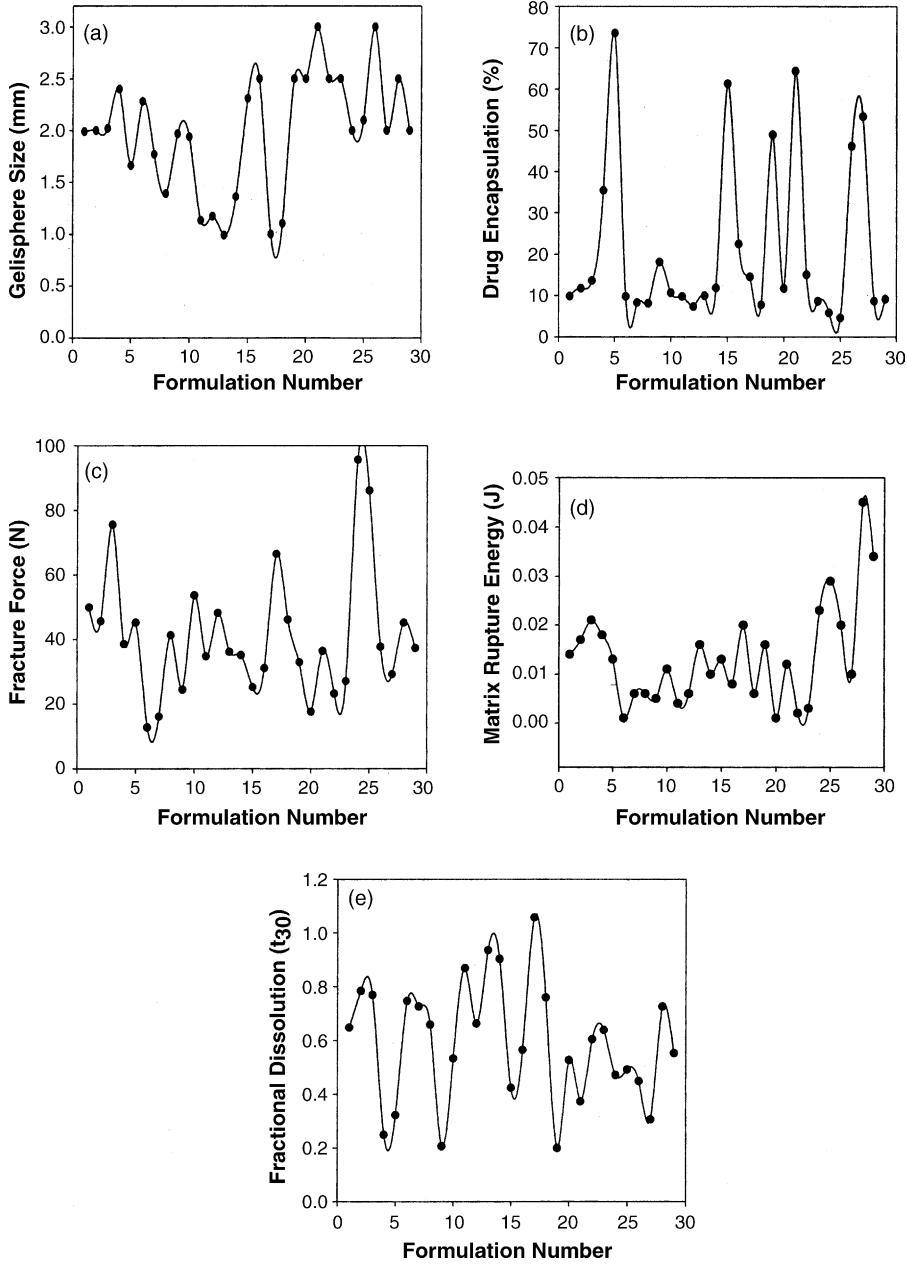 (a)
Gelisphere Size (mm)
3.0
2.5
2.0
1.5
1.0
0.5
0.0
0 5 10 15 20 25 30
Formulation Number
(b)
Drug Encapsulation (%)
80
70
60
50
40
30
20
10
0
0 5 10 15 20 25 30
Formulation Number
(c)
Fracture Force (N)
100
80
60
40
20
0
0 5 10 15 20 25 30
Formulation Number
(d)
Matrix Rupture Energy (J)
0.05
0.04
0.03
0.02
0.01
0.00
0 5 10 15 20 25 30
Formulation Number
(e)
Fractional Dissolution (t30)
1.2
1.0
0.8
0.6
0.4
0.2
0.0
0 5 10 15 20 25 30
Formulation Number